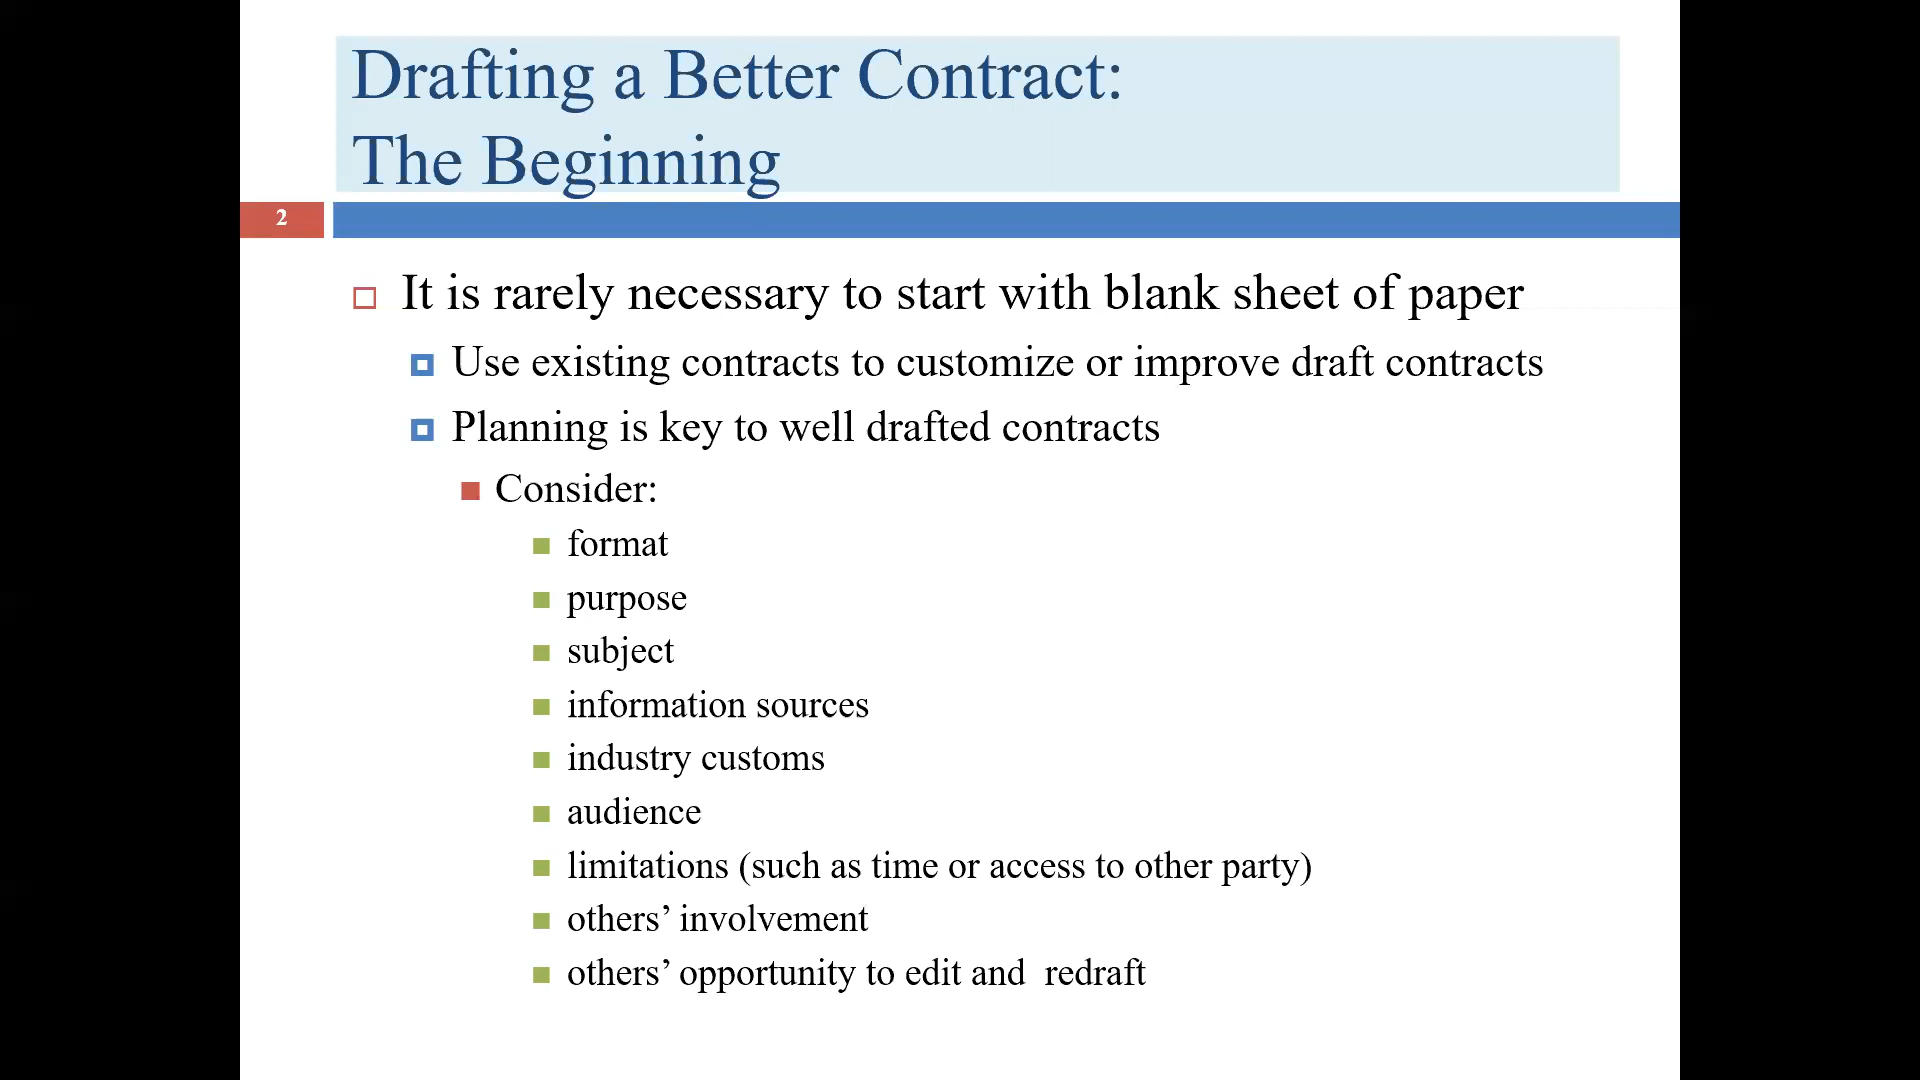 Drafting a Better Contract:
The Beginning
2
It is rarely necessary to start with blank sheet of paper
Use existing contracts to customize or improve draft contracts
Planning is key to well drafted contracts
Consider:
format
purpose
subject
information sources
industry customs
audience
limitations (such as time or access to other party)
others’ involvement
others’ opportunity to edit and  redraft